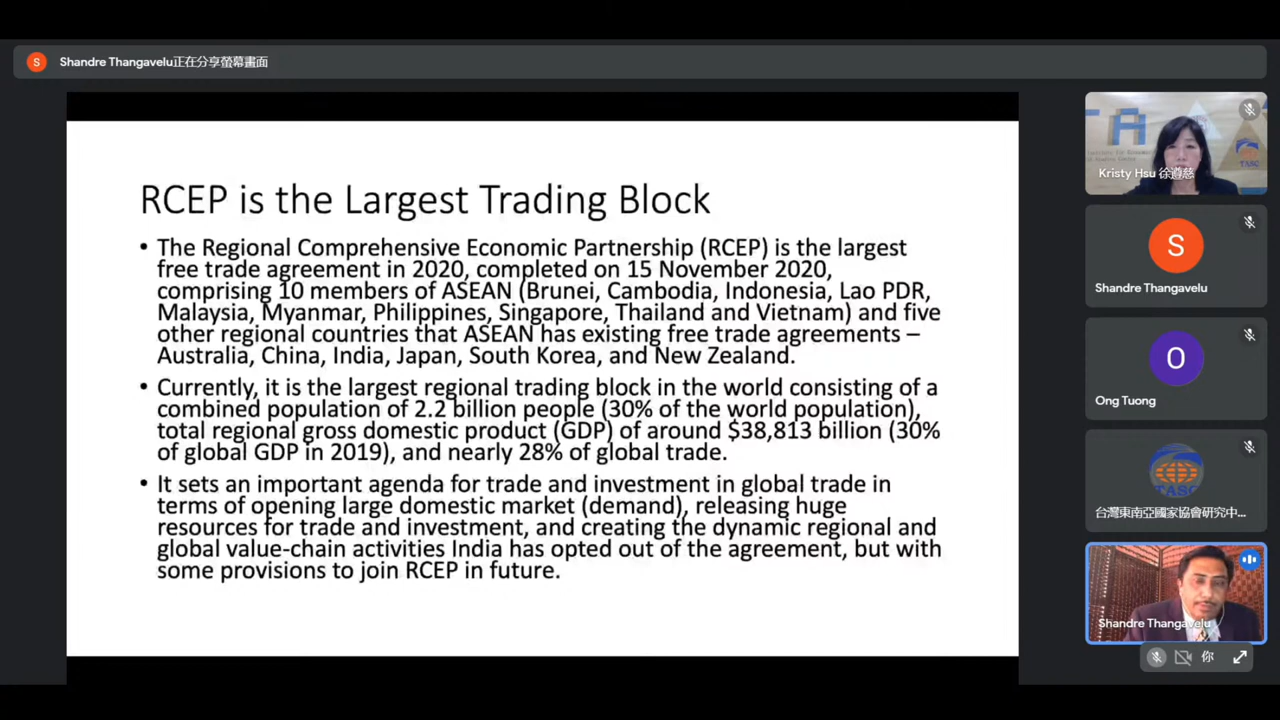 S
Shandre Thangavelu正在分享螢幕畫面
RCEP is the Largest Trading Block
• The Regional Comprehensive Economic Partnership (RCEP) is the largest
free trade agreement in 2020, completed on 15 November 2020,
comprising 10 members of ASEAN (Brunei, Cambodia, Indonesia, Lao PDR,
Malaysia, Myanmar, Philippines, Singapore, Thailand and Vietnam) and five
other regional countries that ASEAN has existing free trade agreements –
Australia, China, India, Japan, South Korea, and New Zealand.
• Currently, it is the largest regional trading block in the world consisting of a
combined population of 2.2 billion people (30% of the world population),
total regional gross domestic product (GDP) of around $38,813 billion (30%
of global GDP in 2019), and nearly 28% of global trade.
• It sets an important agenda for trade and investment in global trade in
terms of opening large domestic market (demand), releasing huge
resources for trade and investment, and creating the dynamic regional and
global value-chain activities India has opted out of the agreement, but with
some provisions to join RCEP in future.
Kristy Hsu 徐遵慈
TASC
S
Shandre Thangavelu
O
Ong Tuong
TASC
台灣東南亞國家協會研究中...
Shandre Thangavelu
你